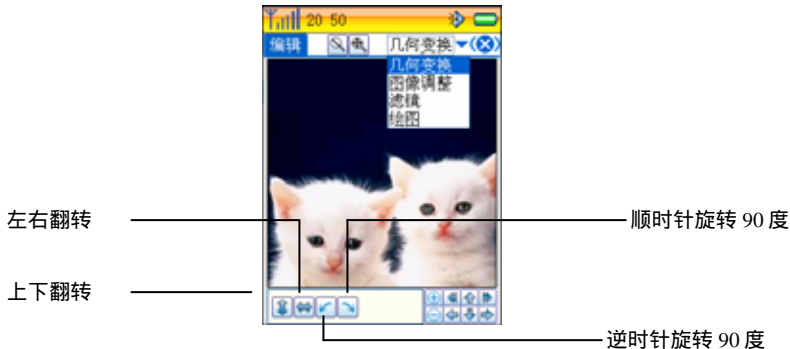 20 50
编辑
几何变换
几何变换
图像调整
滤镜
绘图
左右翻转
顺时针旋转 90 度
上下翻转
逆时针旋转 90 度